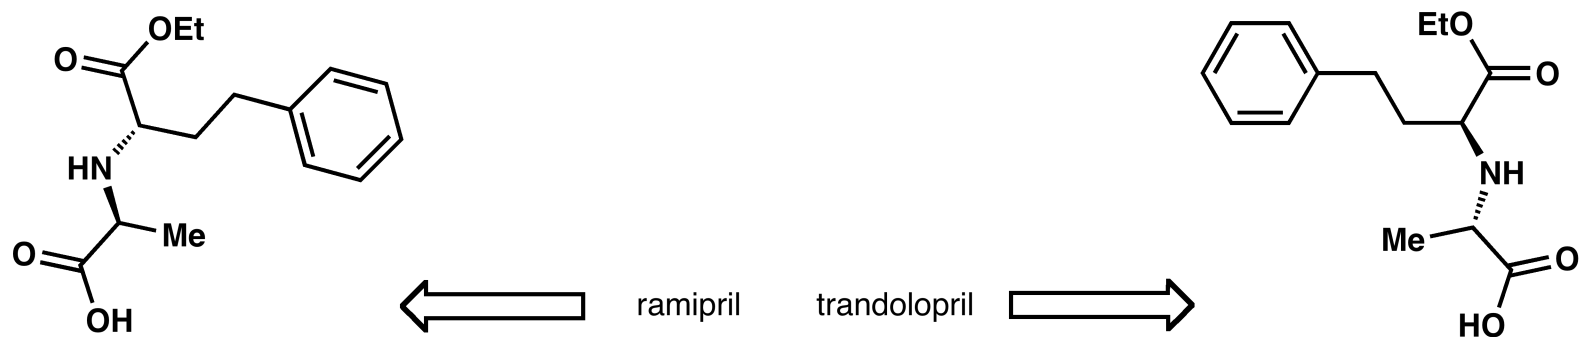 OEt
O
HN
Me
O
OH
ramipril
trandolopril
EtO
O
NH
Me
O
HO